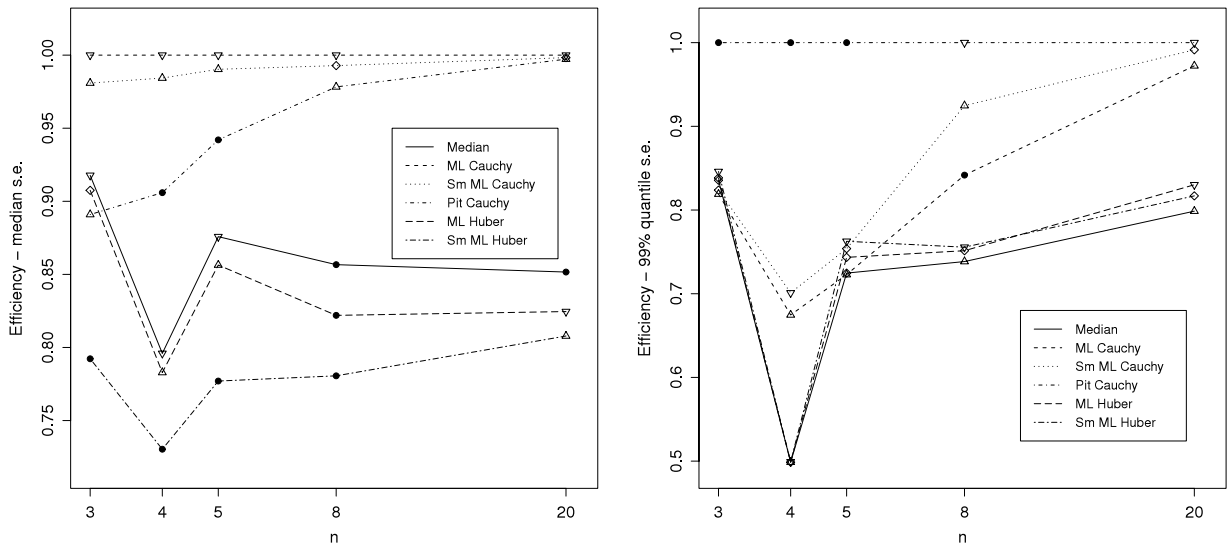 Efficiency – median s.e.
1.00
0.95
0.90
0.85
0.80
0.75
Median
ML Cauchy
Sm ML Cauchy
Pit Cauchy
ML Huber
Sm ML Huber
3 4 5 8 20
n
Efficiency – 99% quantile s.e.
1.0
0.9
0.8
0.7
0.6
0.5
Median
ML Cauchy
Sm ML Cauchy
Pit Cauchy
ML Huber
Sm ML Huber
3 4 5 8 20
n